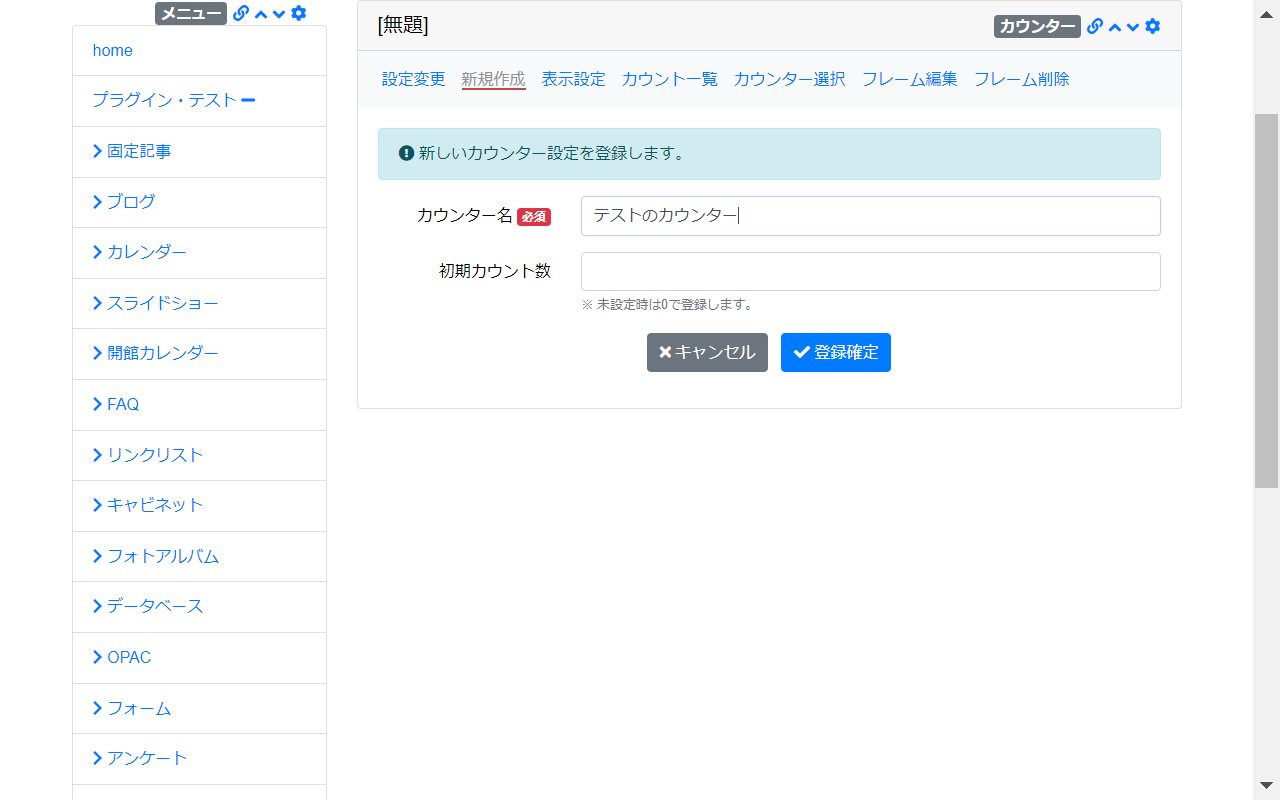 メニュー
home
プラグイン・テスト
固定記事
ブログ
カレンダー
スライドショー
開館カレンダー
FAQ
リンクリスト
キャビネット
フォトアルバム
データベース
OPAC
フォーム
アンケート
[無題]
カウンター
設定変更 新規作成 表示設定 カウント一覧 カウンター選択 フレーム編集 フレーム削除
新しいカウンター設定を登録します。
カウンター名 必須 テストのカウンター
初期カウント数
※ 未設定時は0で登録します。
キャンセル 登録確定